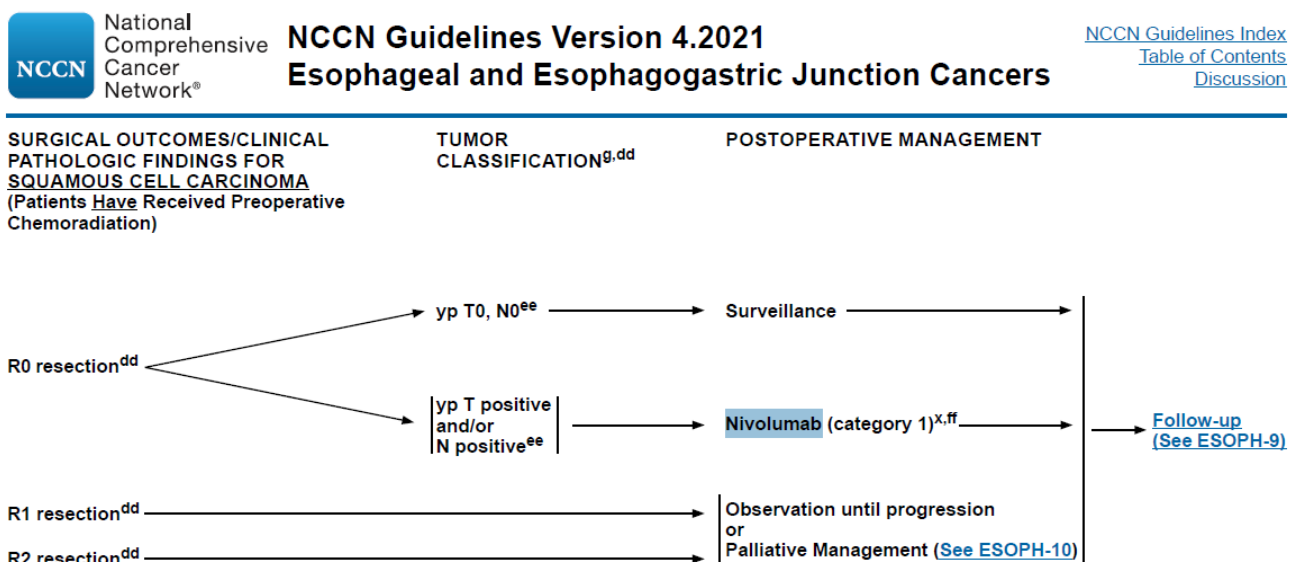 National
Comprehensive
NCCN Cancer
Network®
NCCN Guidelines Version 4.2021
Esophageal and Esophagogastric Junction Cancers
NCCN Guidelines Index
Table of Contents
Discussion
SURGICAL OUTCOMES/CLINICAL
PATHOLOGIC FINDINGS FOR
SQUAMOUS CELL CARCINOMA
(Patients Have Received Preoperative
Chemoradiation)
TUMOR
CLASSIFICATIONg,dd
POSTOPERATIVE MANAGEMENT
R0 resectiondd
yp T0, N0ee
Surveillance
yp T positive
and/or
N positiveee
Nivolumab (category 1)x,ff
Follow-up
(See ESOPH-9)
R1 resectiondd
R2 resectiondd
Observation until progression
or
Palliative Management (See ESOPH-10)